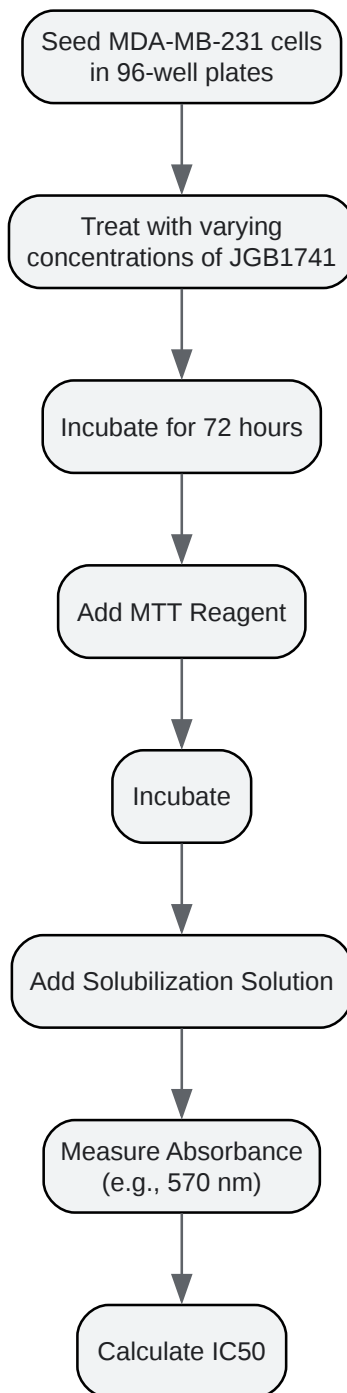 Seed MDA-MB-231 cells
in 96-well plates
Treat with varying
concentrations of JGB1741
Incubate for 72 hours
Add MTT Reagent
Incubate
Add Solubilization Solution
Measure Absorbance
(e.g., 570 nm)
Calculate IC50